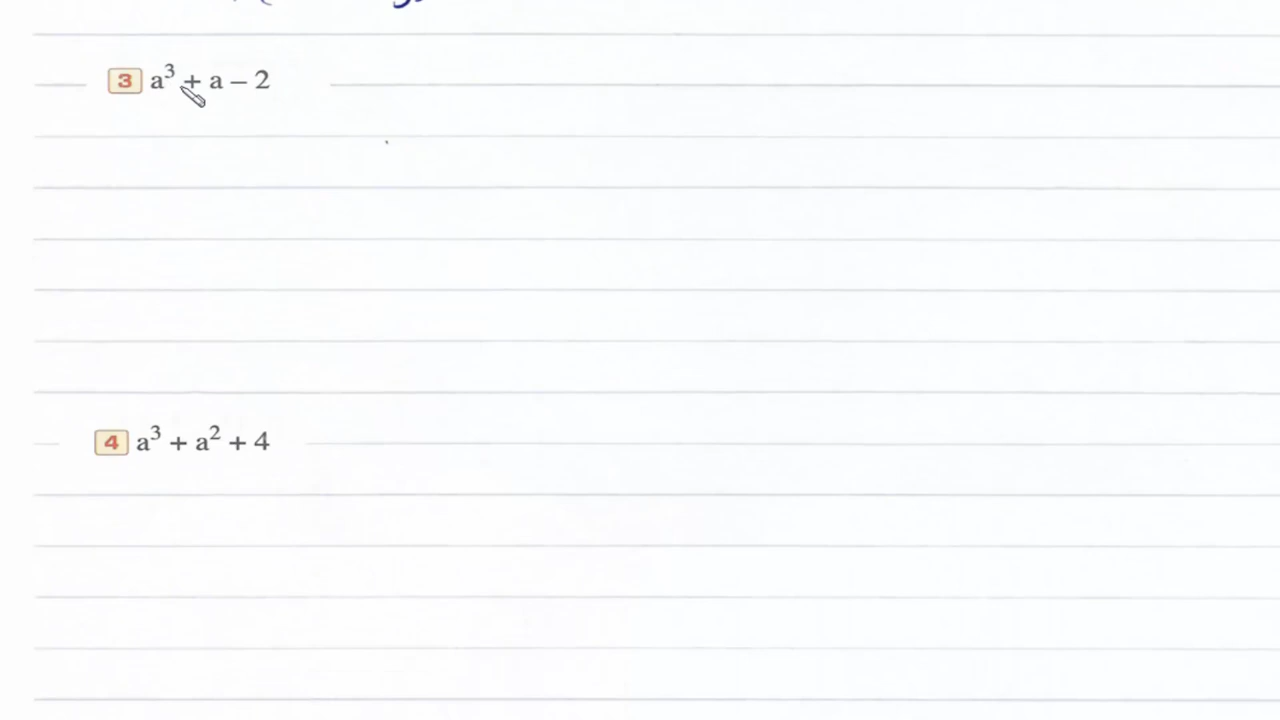 3 a³ + a – 2
4 a³ + a² + 4